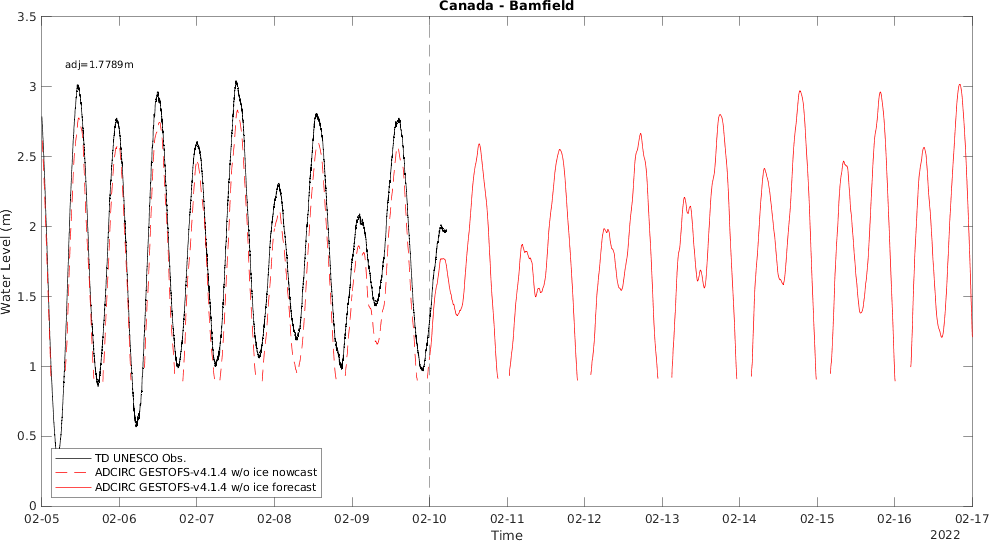 Canada - Bamfield
adj=1.7789m
Water Level (m)
3.5
3
2.5
2
1.5
1
0.5
0
TD UNESCO Obs.
ADCIRC GESTOFS-v4.1.4 w/o ice nowcast
ADCIRC GESTOFS-v4.1.4 w/o ice forecast
02-05 02-06 02-07 02-08 02-09 02-10 02-11 02-12 02-13 02-14 02-15 02-16 02-17
Time
2022